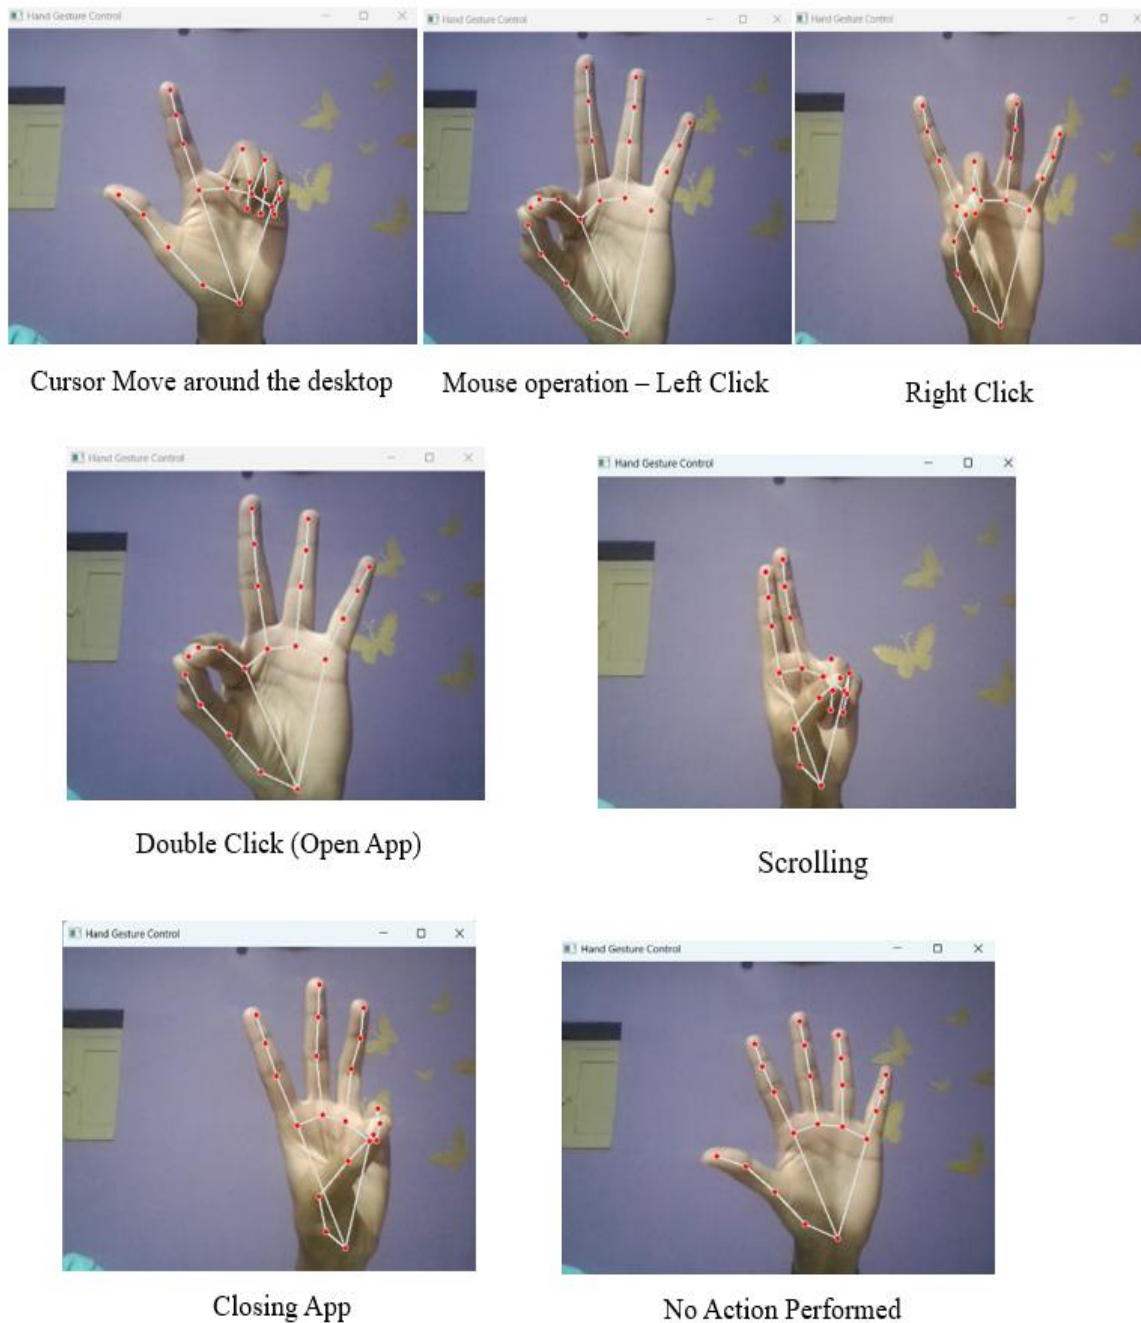 Hand Gesture Control
Hand Gesture Control
Hand Gesture Control
Cursor Move around the desktop
Mouse operation – Left Click
Right Click
Hand Gesture Control
Hand Gesture Control
Double Click (Open App)
Scrolling
Hand Gesture Control
Hand Gesture Control
Closing App
No Action Performed